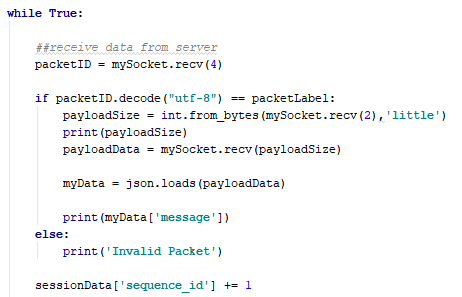 while True:
##receive data from server
packetID = mySocket.recv(4)
if packetID.decode("utf-8") == packetLabel:
payloadSize = int.from_bytes(mySocket.recv(2),'little')
print(payloadSize)
payloadData = mySocket.recv(payloadSize)
myData = json.loads(payloadData)
print(myData['message'])
else:
print('Invalid Packet')
sessionData['sequence_id'] += 1